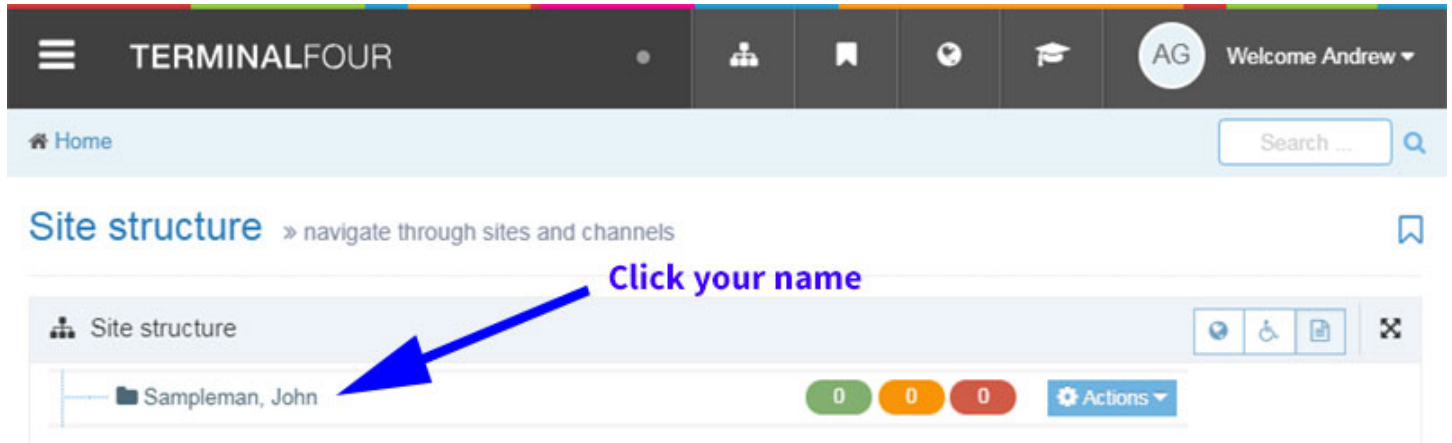 TERMINALFOUR AG Welcome Andrew
Home Search ...
Site structure » navigate through sites and channels
Click your name
Site structure
Sampleman, John 0 0 0 Actions